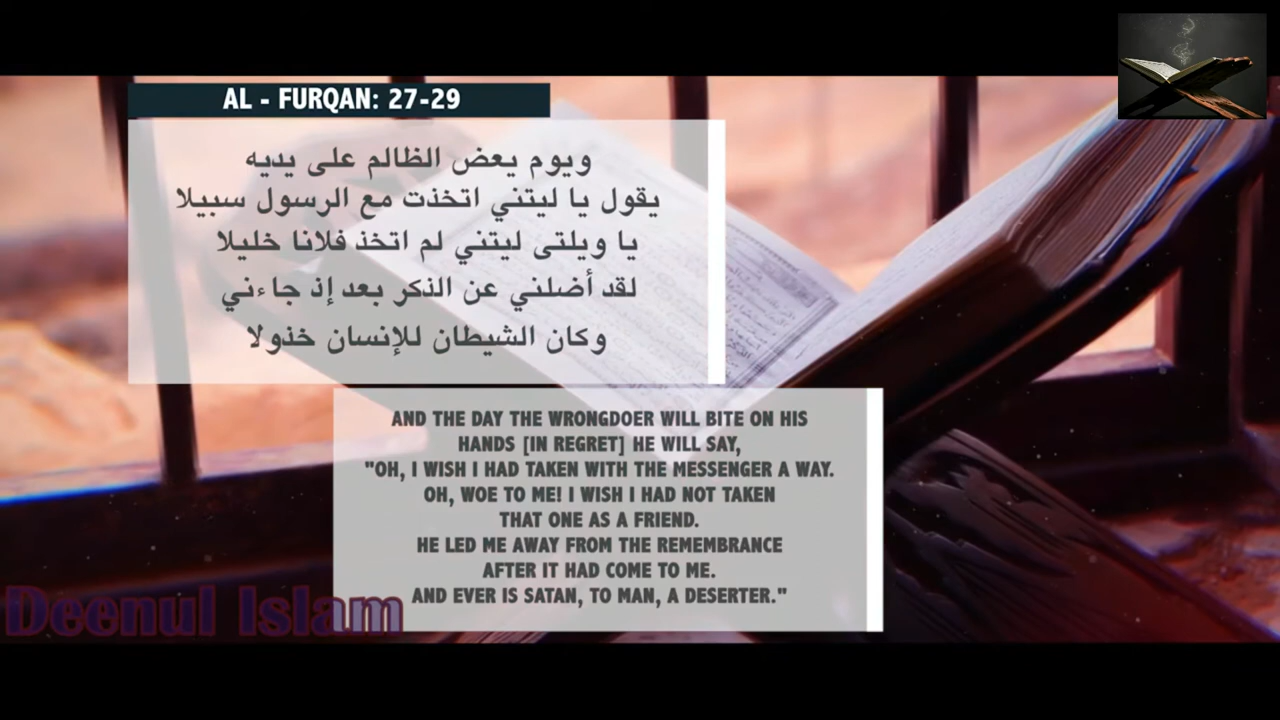 AL - FURQAN: 27-29
ويوم يعض الظالم على يديه
يقول يا ليتني اتخذت مع الرسول سبيلا
يا ويلتى ليتني لم اتخذ فلانا خليلا
لقد أضلني عن الذكر بعد إذ جاءني
وكان الشيطان للإنسان خذولا
AND THE DAY THE WRONGDOER WILL BITE ON HIS
HANDS [IN REGRET] HE WILL SAY,
"OH, I WISH I HAD TAKEN WITH THE MESSENGER A WAY.
OH, WOE TO ME! I WISH I HAD NOT TAKEN
THAT ONE AS A FRIEND.
HE LED ME AWAY FROM THE REMEMBRANCE
AFTER IT HAD COME TO ME.
AND EVER IS SATAN, TO MAN, A DESERTER."
Deenul Islam